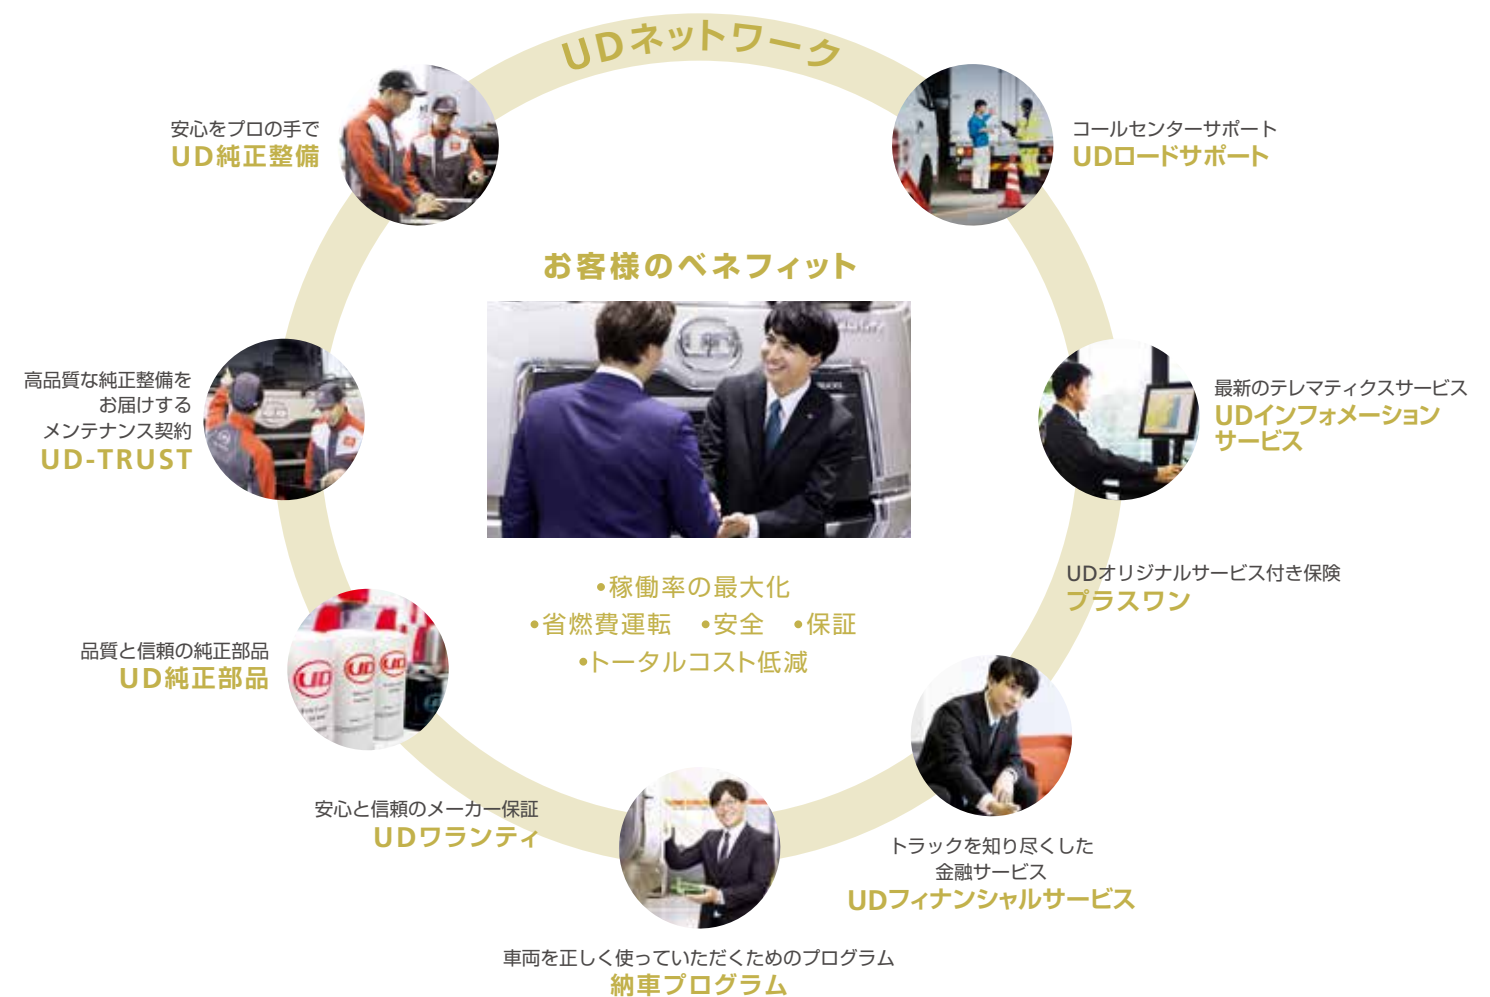 UDネットワーク
安心をプロの手で
UD純正整備
コールセンターサポート
UDロードサポート
お客様のベネフィット
高品質な純正整備を
お届けする
メンテナンス契約
UD-TRUST
最新のテレマティクスサービス
UDインフォメーション
サービス
•稼働率の最大化
•省燃費運転 •安全 •保証
•トータルコスト低減
UDオリジナルサービス付き保険
プラスワン
品質と信頼の純正部品
UD純正部品
UD
UD
UD
安心と信頼のメーカー保証
UDワランティ
トラックを知り尽くした
金融サービス
UDフィナンシャルサービス
車両を正しく使っていただくためのプログラム
納車プログラム